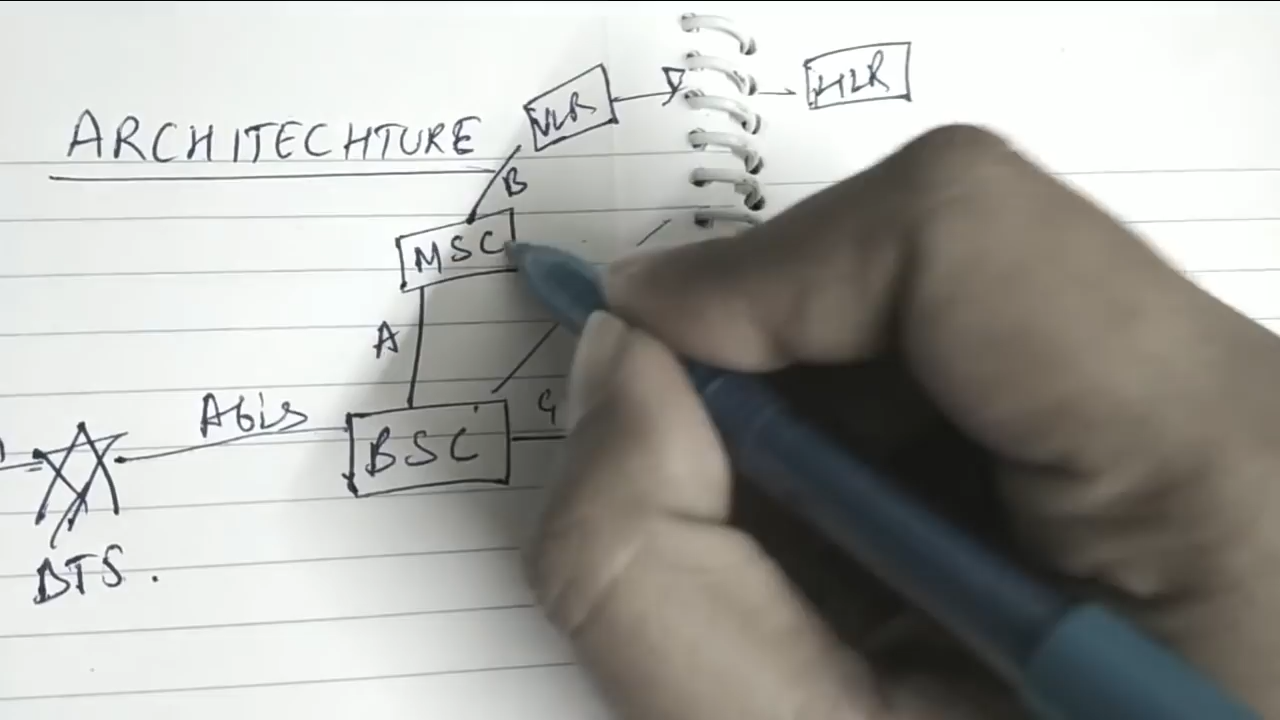 HLR
VLR
D
ARCHITECHTURE
B
MSC
A
Abis
G
BSC
BTS.